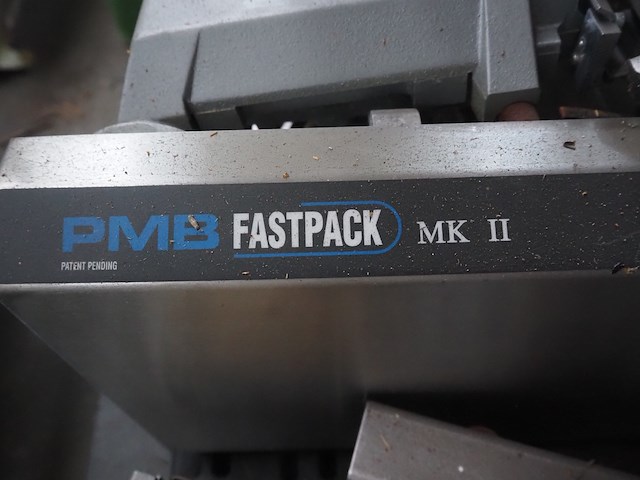 PMB FASTPACK MK II
PATENT PENDING